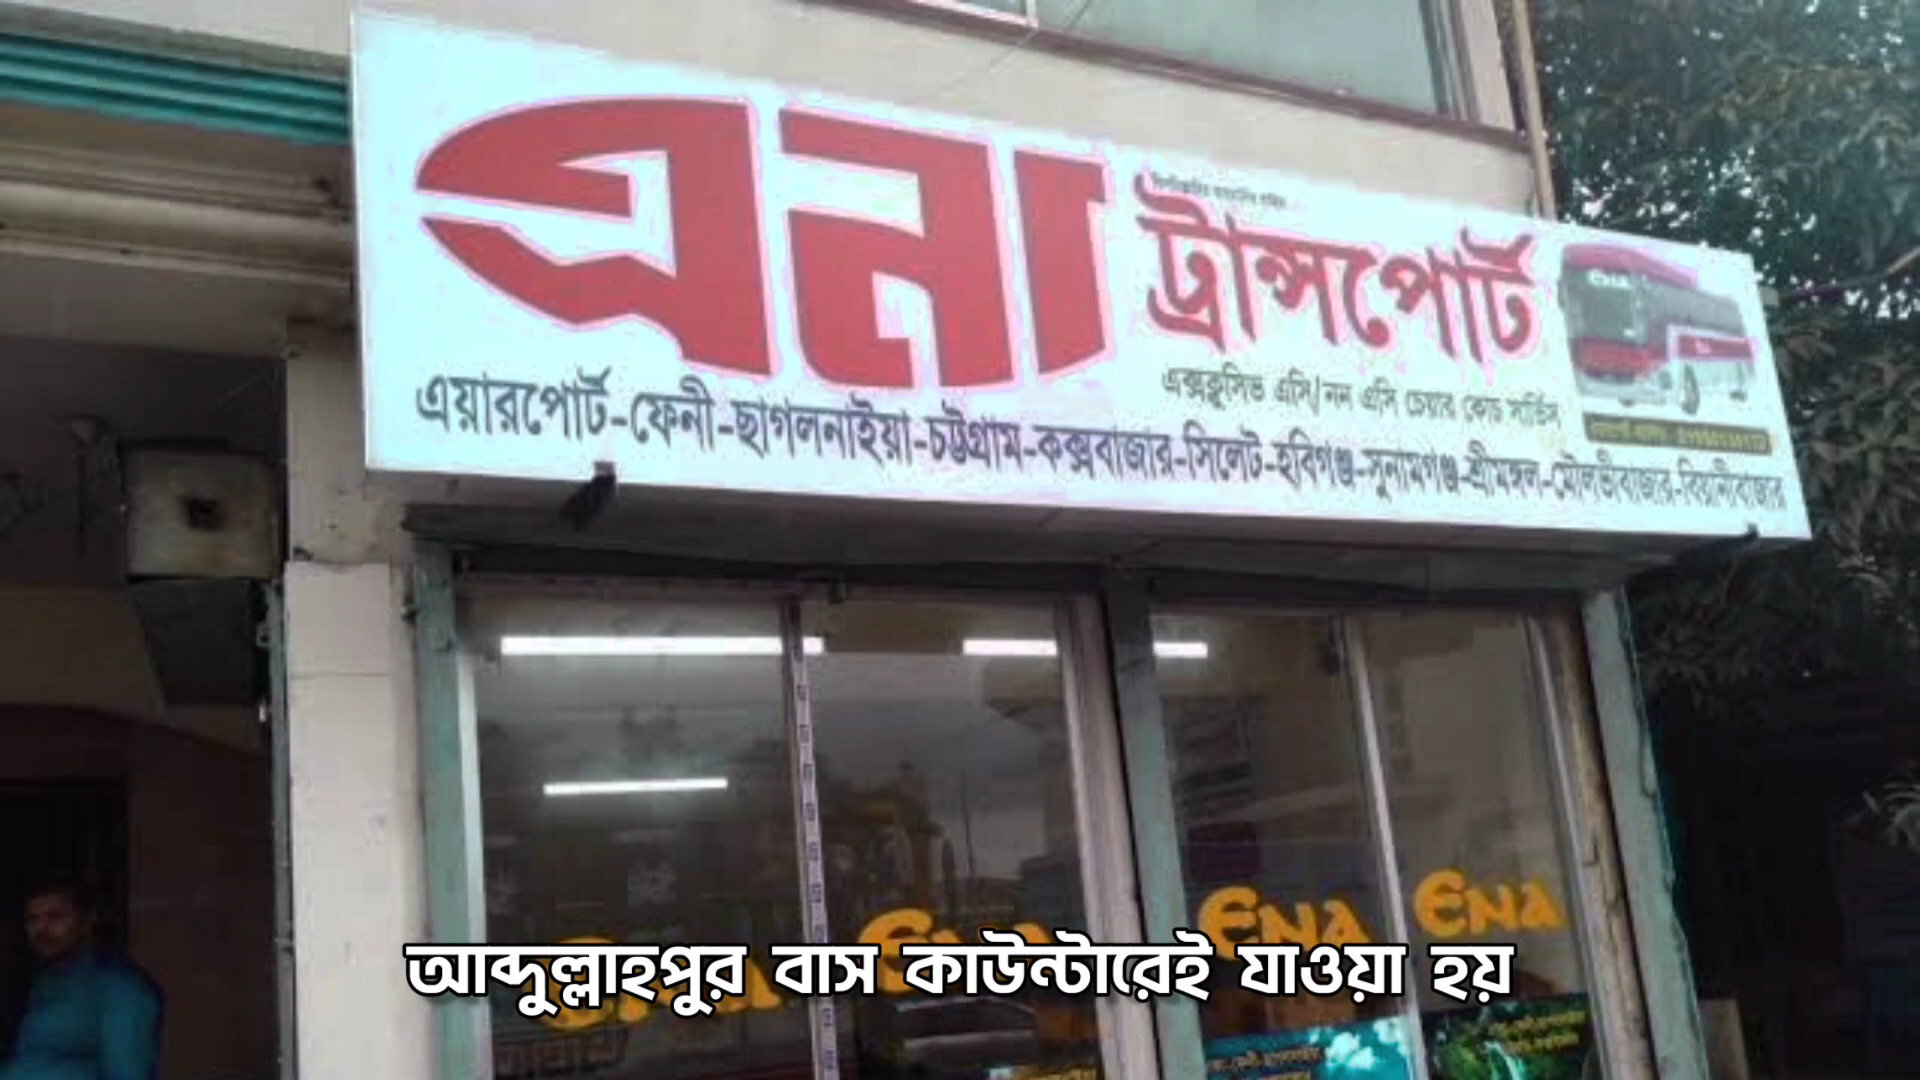 এনা ট্রান্সপোর্ট
ENA
এক্সক্লুসিভ এসি/নন এসি চেয়ার কোচ সার্ভিস
এয়ারপোর্ট-ফেনী-ছাগলনাইয়া-চট্টগ্রাম-কক্সবাজার-সিলেট-হবিগঞ্জ-সুনামগঞ্জ-শ্রীমঙ্গল-মৌলভীবাজার-বিয়ানীবাজার
ENA ENA
আব্দুল্লাহপুর বাস কাউন্টারেই যাওয়া হয়